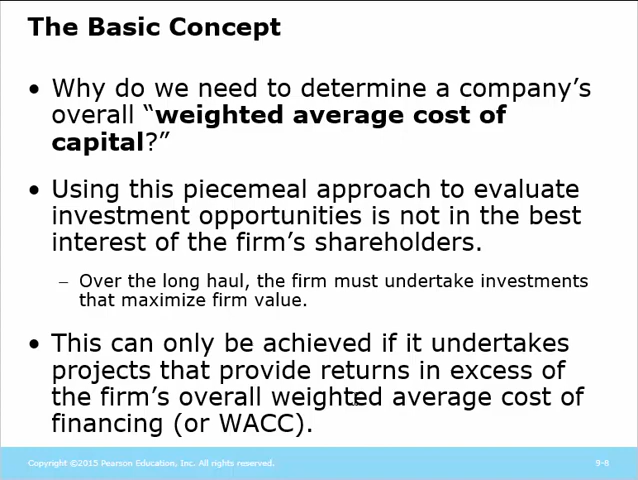 The Basic Concept
• Why do we need to determine a company’s
overall “weighted average cost of
capital?”
• Using this piecemeal approach to evaluate
investment opportunities is not in the best
interest of the firm’s shareholders.
– Over the long haul, the firm must undertake investments
that maximize firm value.
• This can only be achieved if it undertakes
projects that provide returns in excess of
the firm’s overall weighted average cost of
financing (or WACC).
Copyright ©2015 Pearson Education, Inc. All rights reserved.
9-8